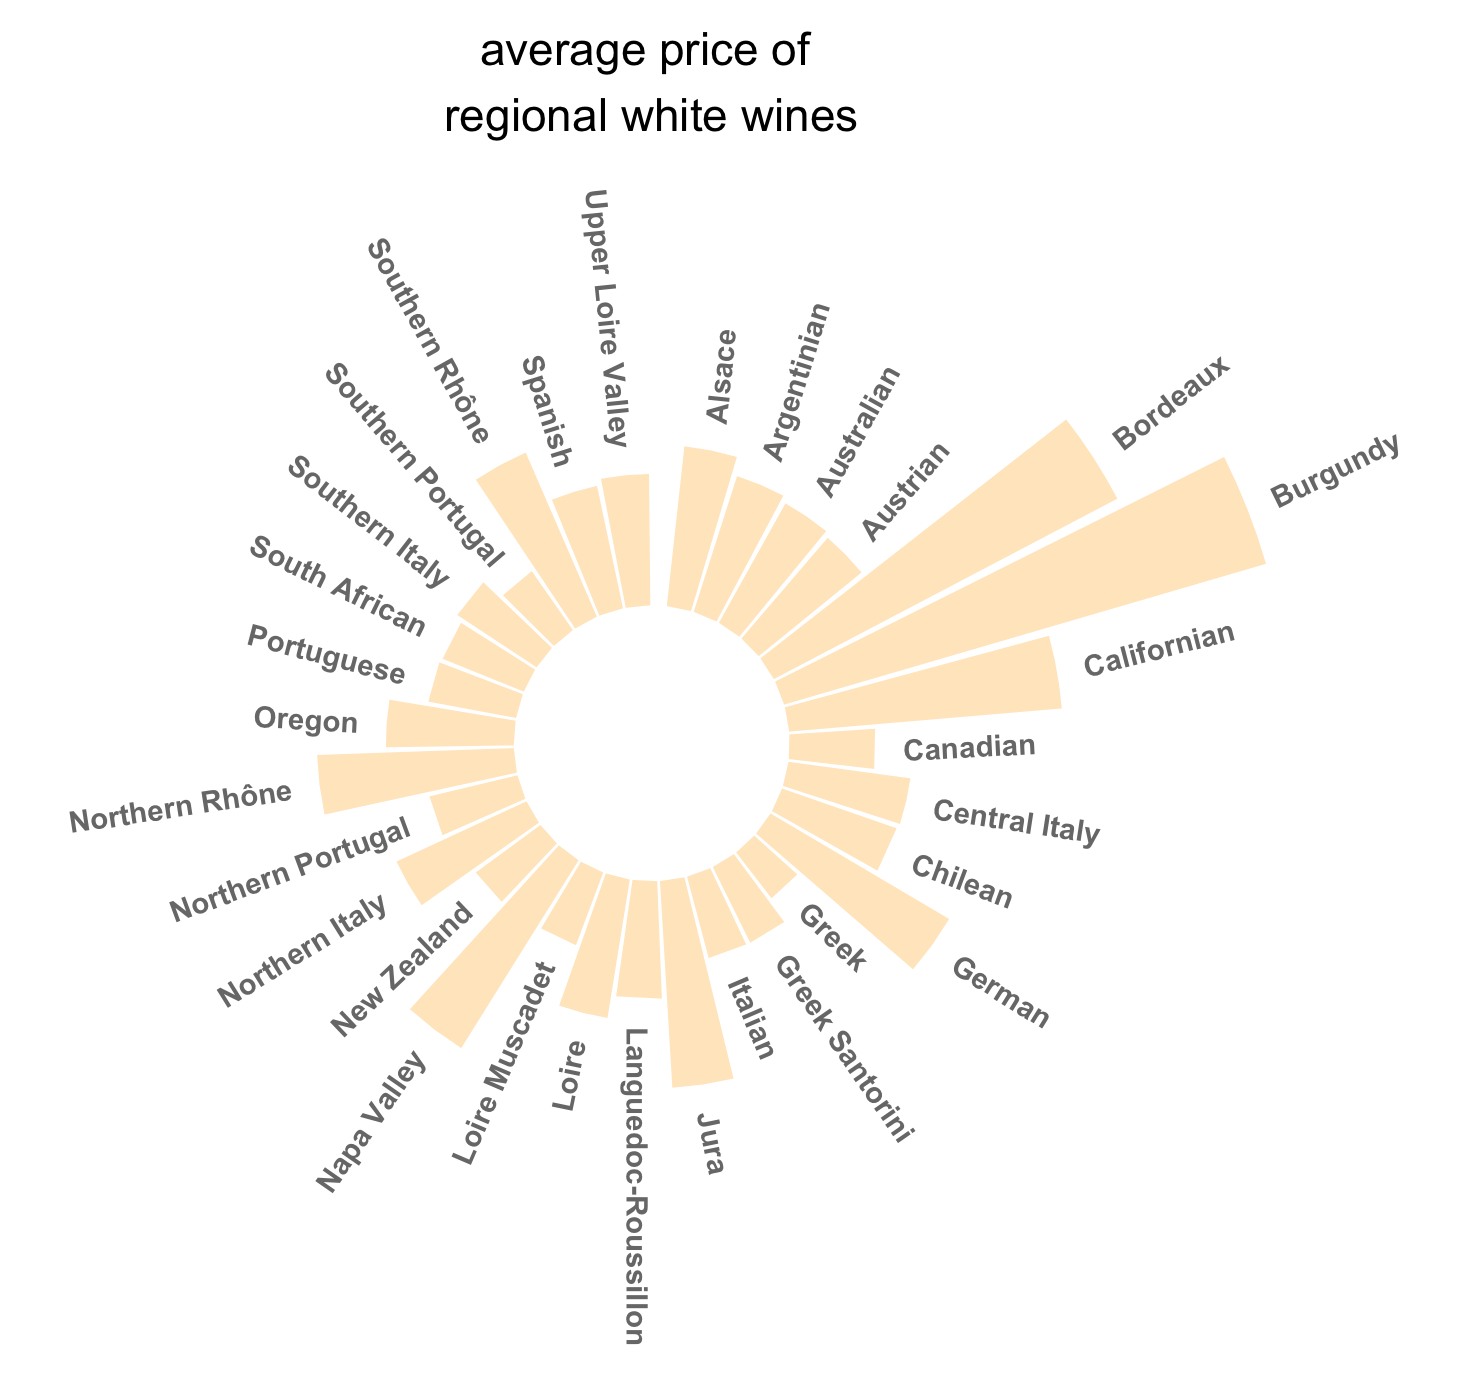 average price of
regional white wines
Alsace
Argentinian
Australian
Austrian
Bordeaux
Burgundy
Californian
Canadian
Central Italy
Chilean
German
Greek
Greek Santorini
Italian
Jura
Languedoc-Roussillon
Loire
Loire Muscadet
Napa Valley
New Zealand
Northern Italy
Northern Portugal
Northern Rhône
Oregon
Portuguese
South African
Southern Italy
Southern Portugal
Southern Rhône
Spanish
Upper Loire Valley